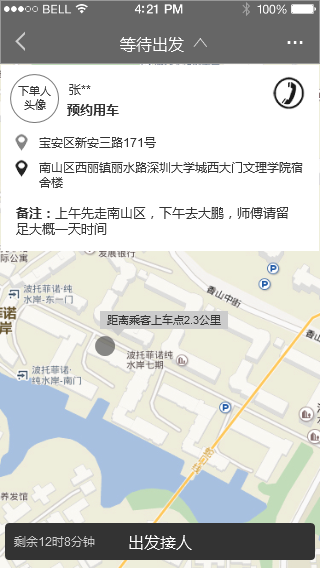 BELL 4:21 PM 100%
等待出发
下单人
头像
张**
预约用车
宝安区新安三路171号
南山区西丽镇丽水路深圳大学城西大门文理学院宿
舍楼
备注：上午先走南山区，下午去大鹏，师傅请留
足大概一天时间
发展银行
际公寓
波托菲诺·纯
水岸-东一门
诺
岸
香山中街
P
P
距离乘客上车点2.3公里
波托菲诺纯
水岸七期
波托菲诺·
纯水岸-南门
P
香山
养发馆
剩余12时8分钟
出发接人